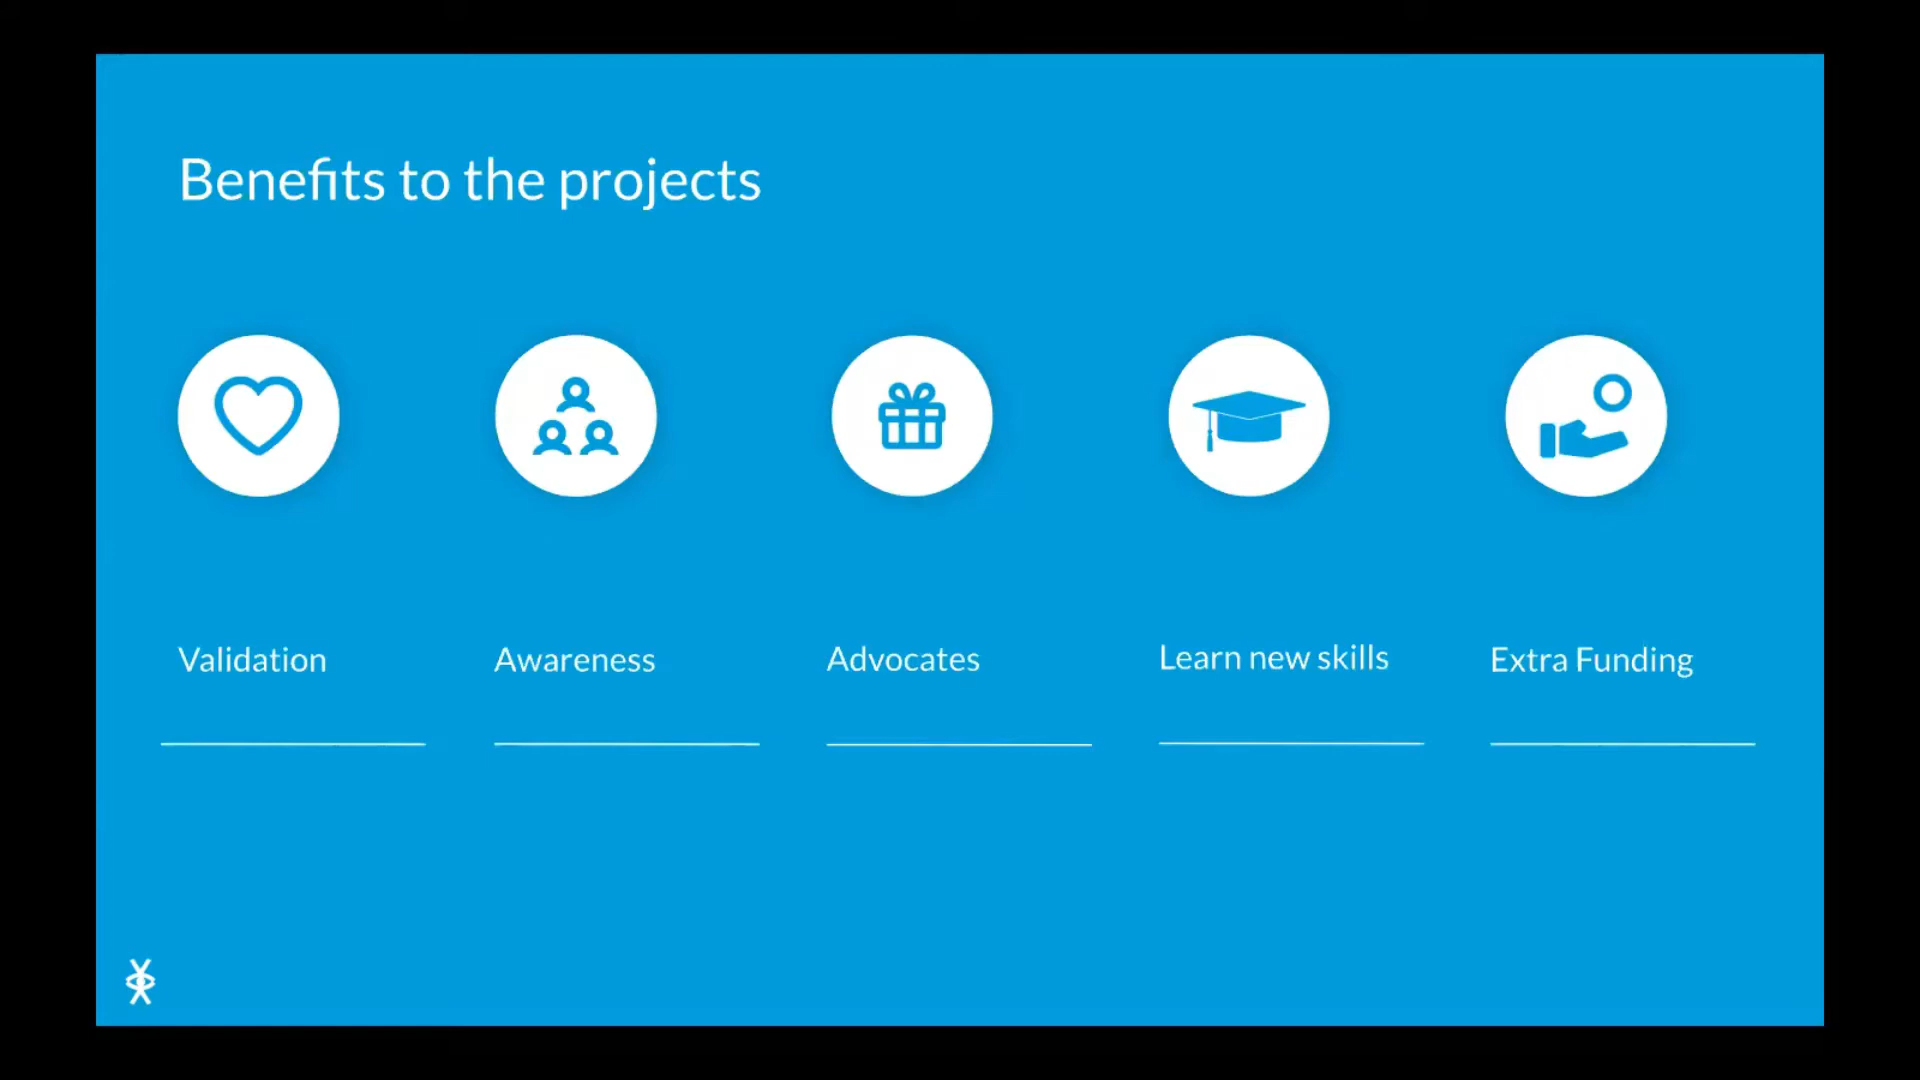 Benefits to the projects
Validation
Awareness
Advocates
Learn new skills
Extra Funding